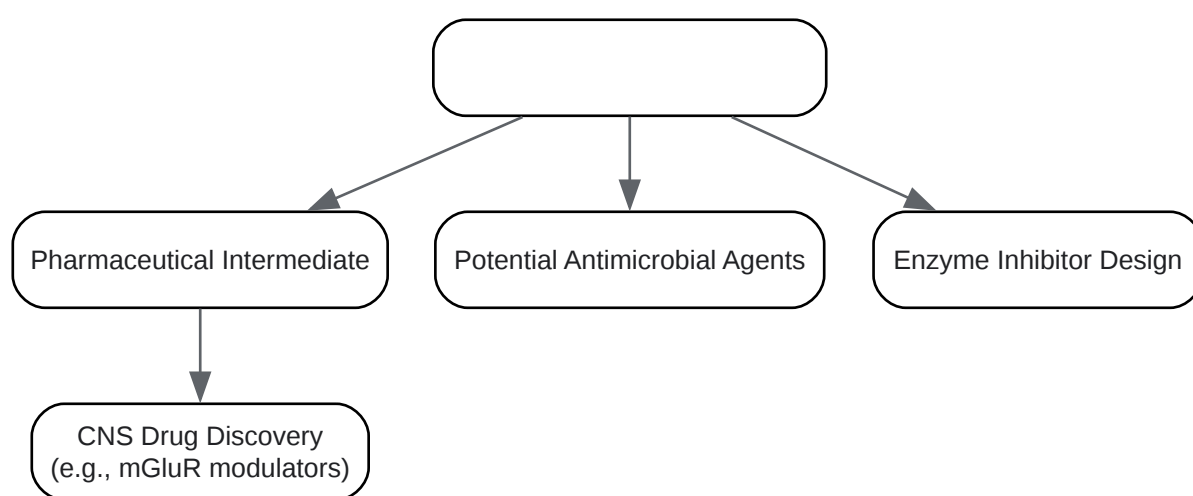 Pharmaceutical Intermediate
Potential Antimicrobial Agents
Enzyme Inhibitor Design
CNS Drug Discovery
(e.g., mGluR modulators)